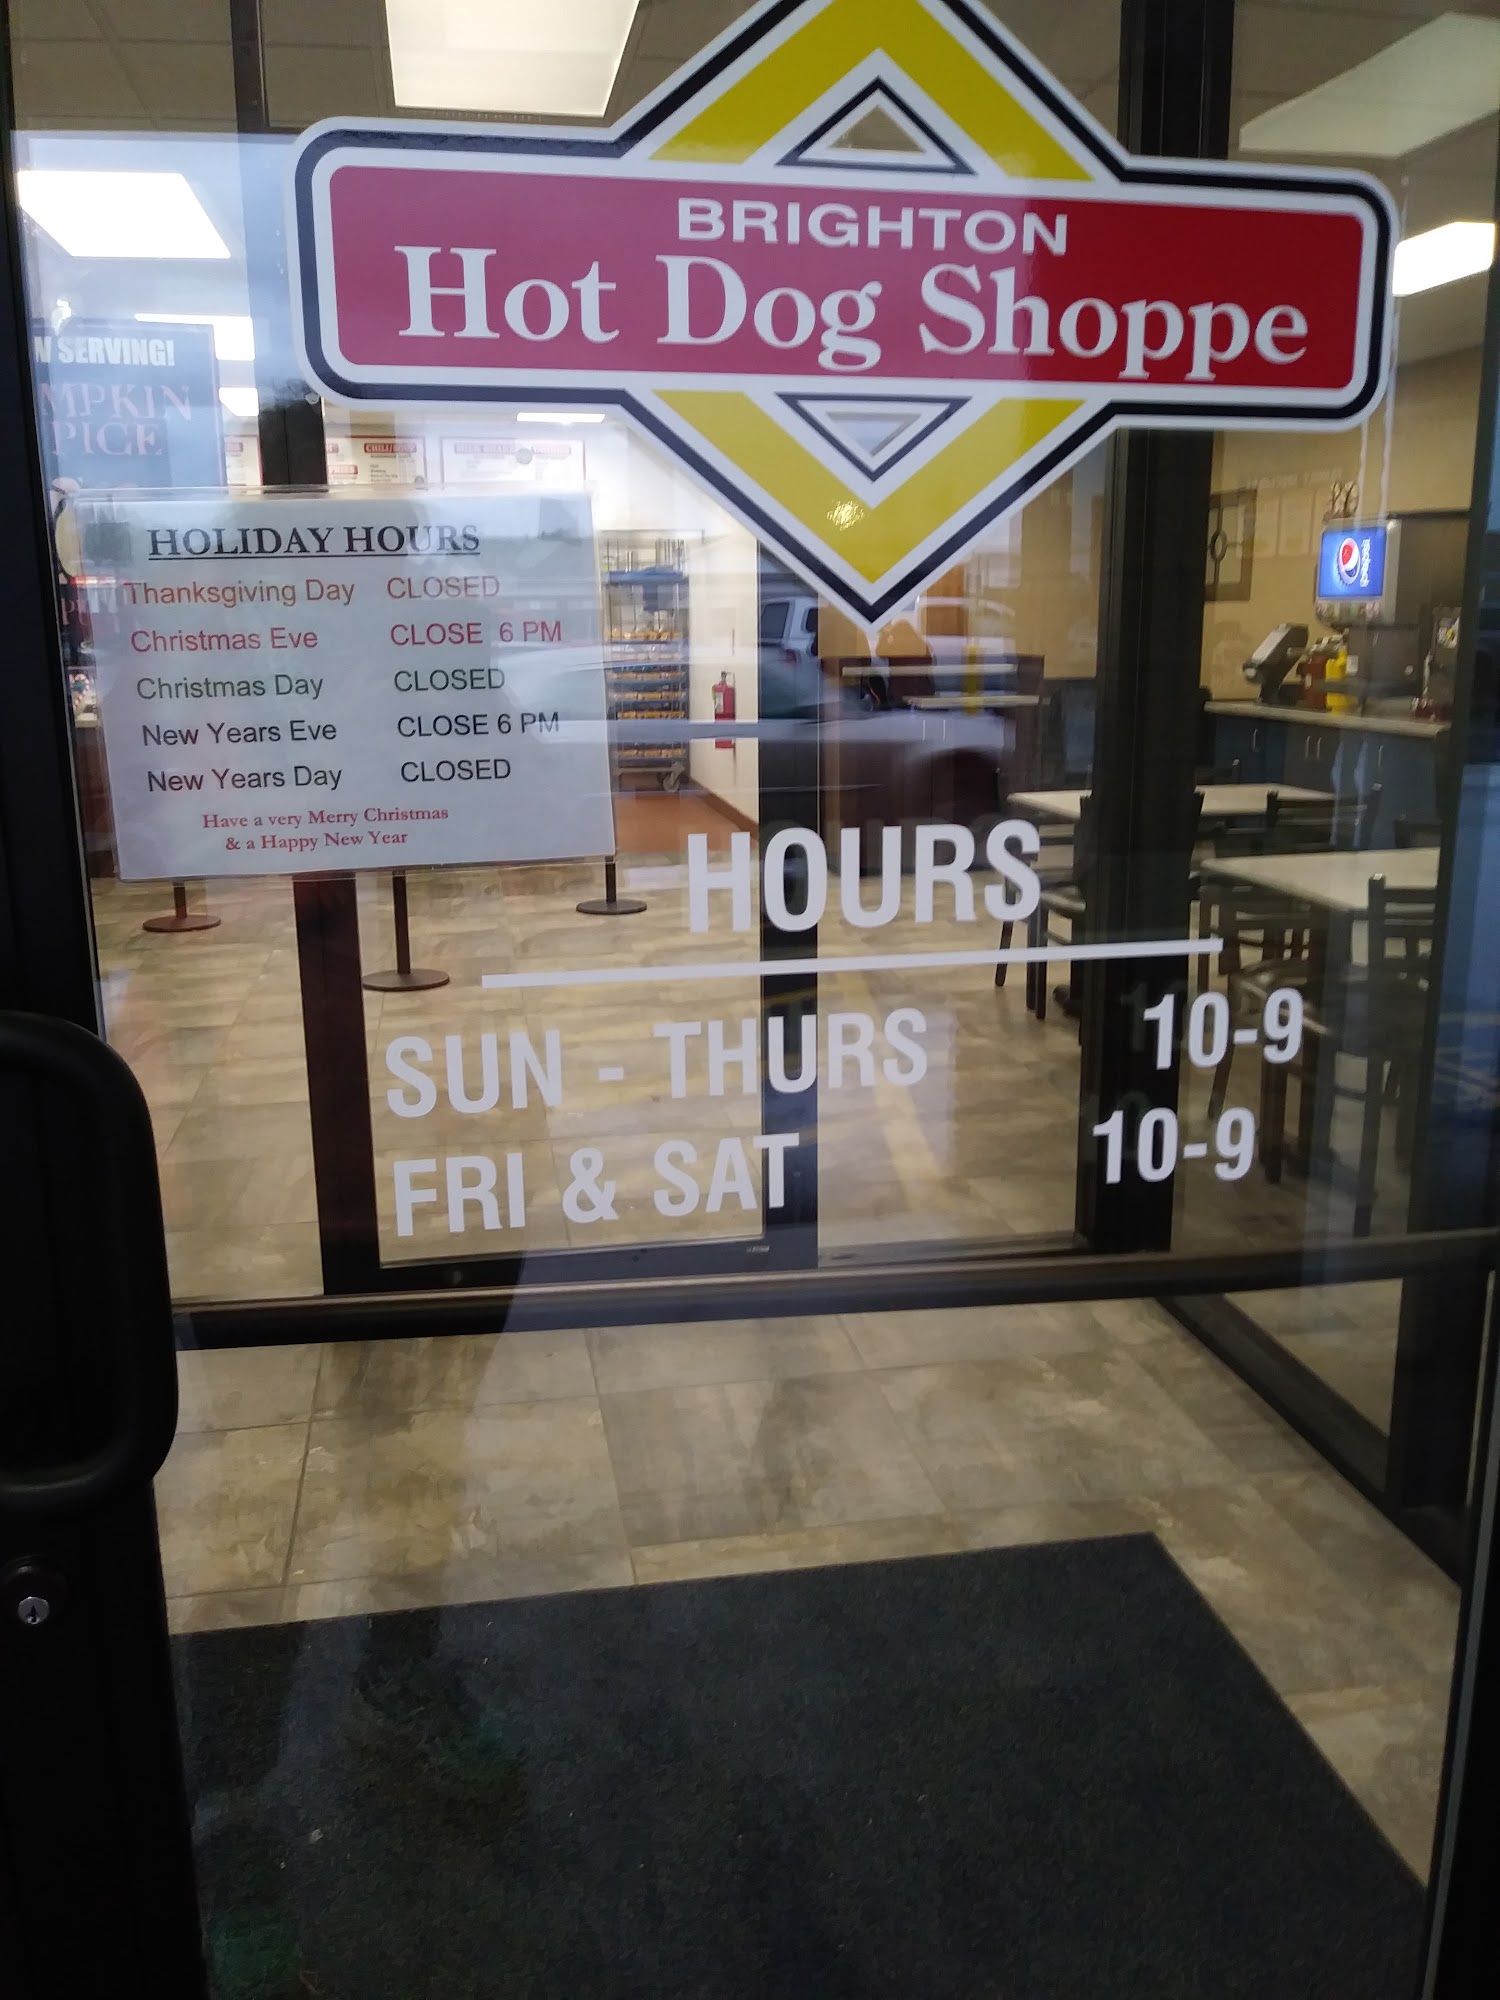 BRIGHTON
Hot Dog Shoppe
SERVING!
HOLIDAY HOURS
Thanksgiving Day CLOSED
Christmas Eve CLOSE 6 PM
Christmas Day CLOSED
New Years Eve CLOSE 6 PM
New Years Day CLOSED
Have a very Merry Christmas
& a Happy New Year
HOURS
SUN - THURS 10-9
FRI & SAT 10-9
pepsi